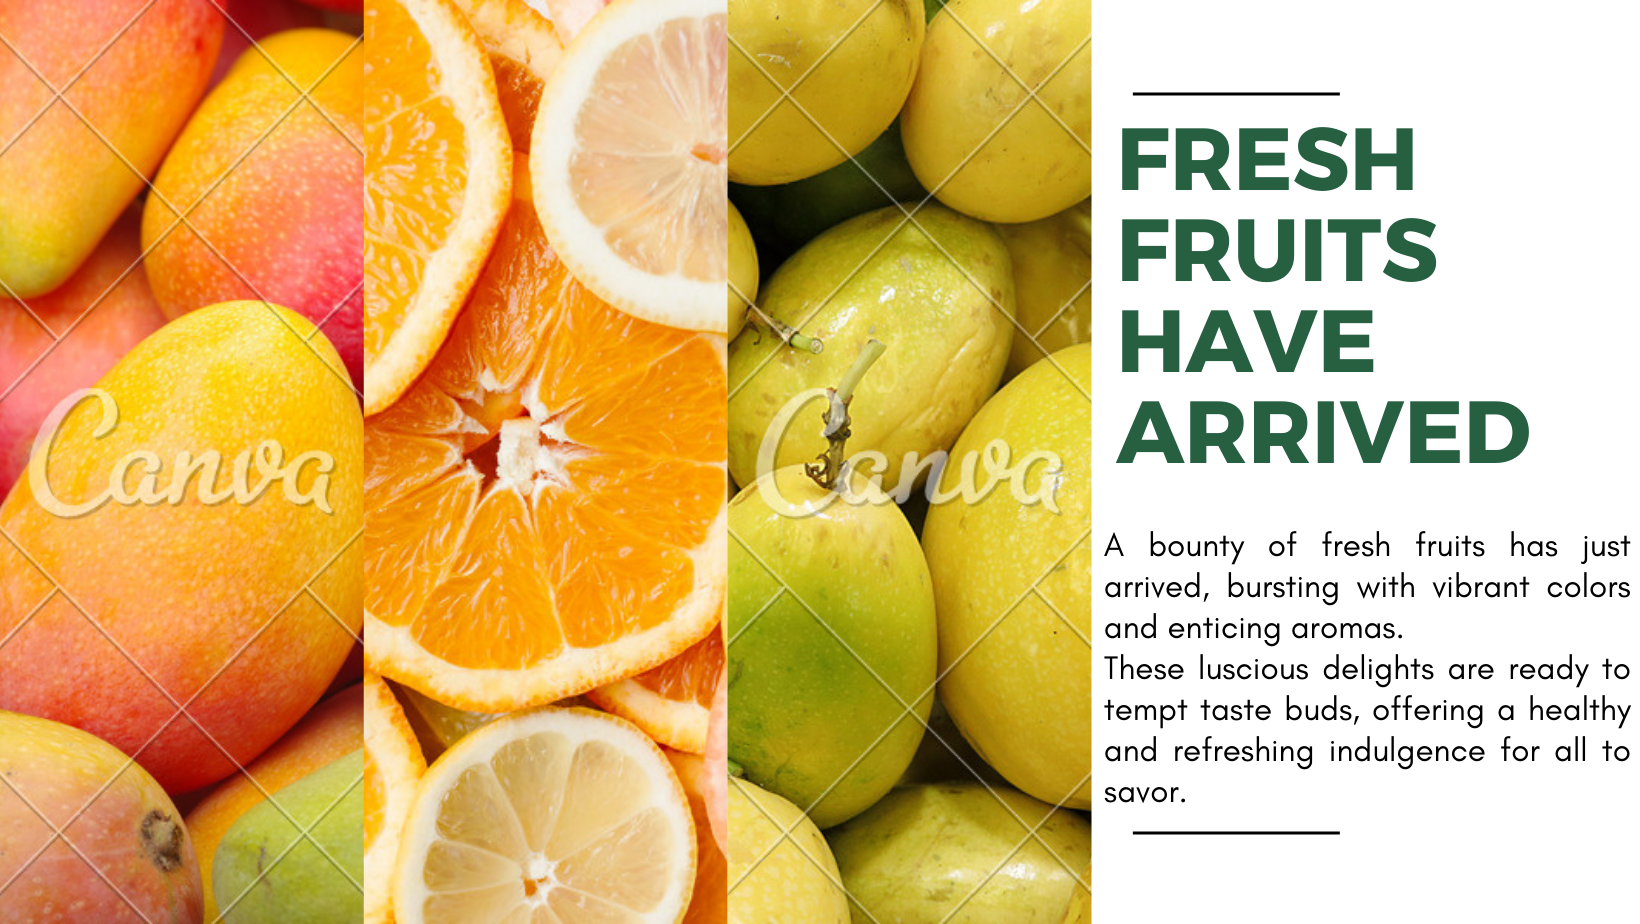 Canva
Canva
FRESH
FRUITS
HAVE
ARRIVED
A bounty of fresh fruits has just
arrived, bursting with vibrant colors
and enticing aromas.
These luscious delights are ready to
tempt taste buds, offering a healthy
and refreshing indulgence for all to
savor.